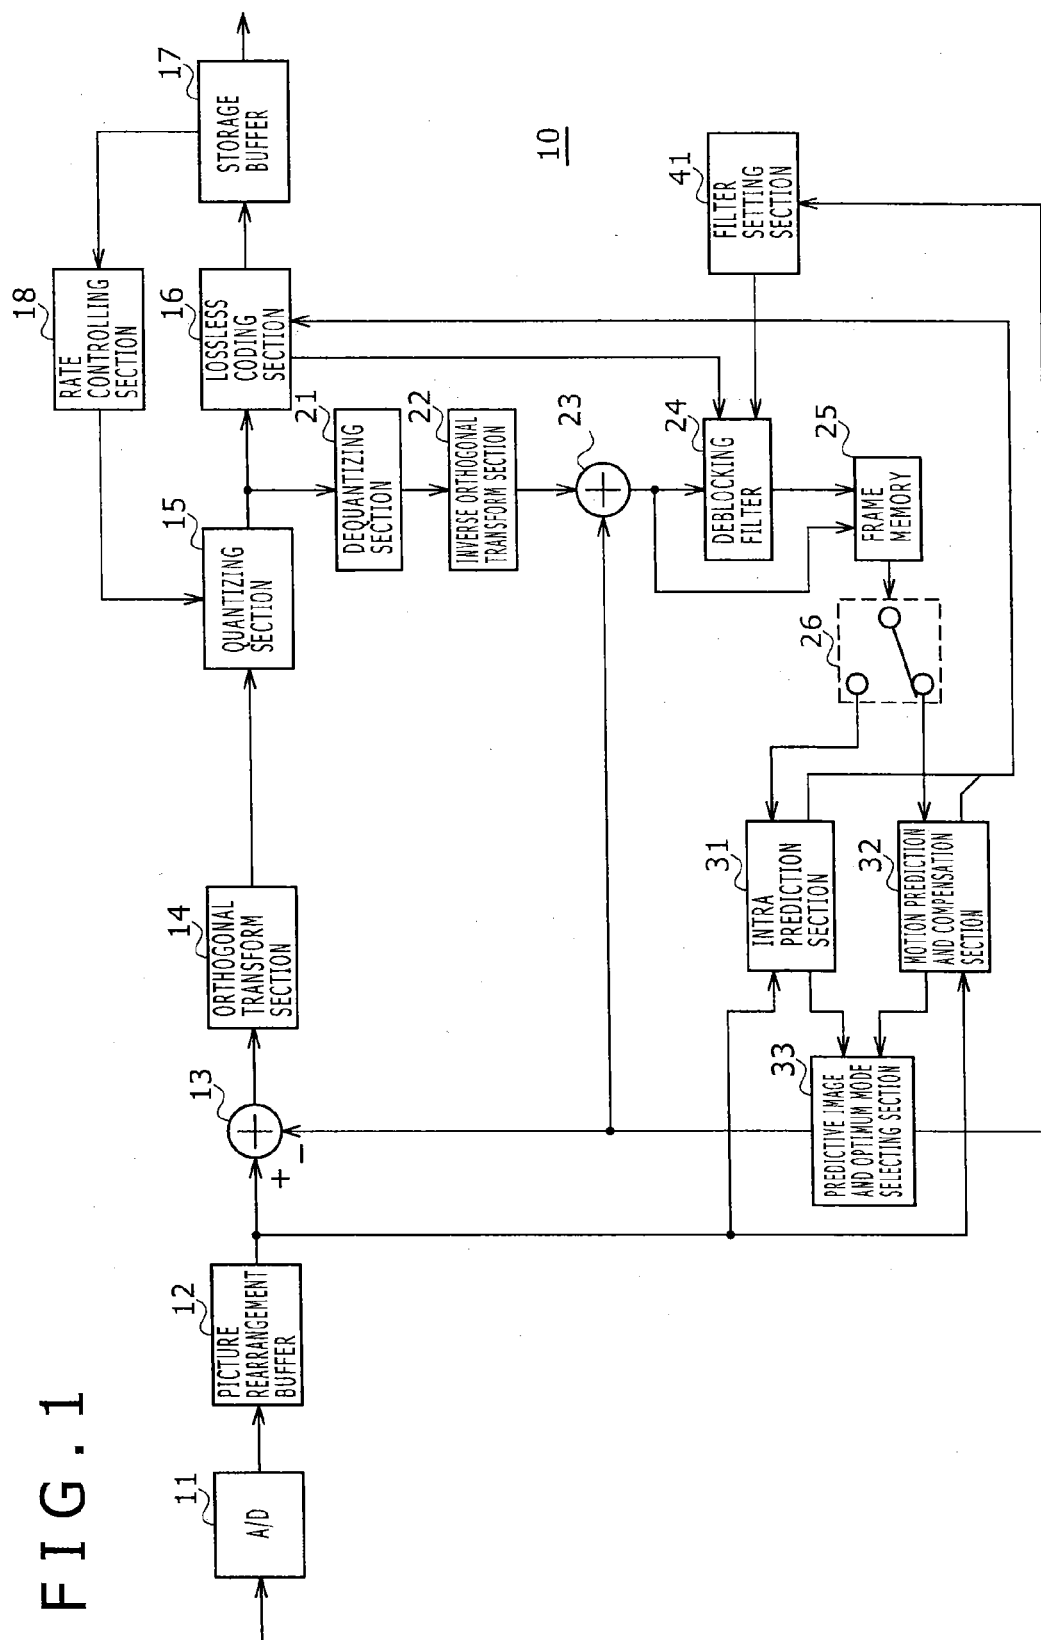 FIG.1
10
11
A/D
12
PICTURE
REARRANGEMENT
BUFFER
13
+
−
14
ORTHOGONAL
TRANSFORM
SECTION
15
QUANTIZING
SECTION
16
LOSSLESS
CODING
SECTION
17
STORAGE
BUFFER
18
RATE
CONTROLLING
SECTION
21
DEQUANTIZING
SECTION
22
INVERSE ORTHOGONAL
TRANSFORM SECTION
23
24
DEBLOCKING
FILTER
25
FRAME
MEMORY
26
31
INTRA
PREDICTION
SECTION
32
MOTION PREDICTION
AND COMPENSATION
SECTION
33
PREDICTIVE IMAGE
AND OPTIMUM MODE
SELECTING SECTION
41
FILTER
SETTING
SECTION